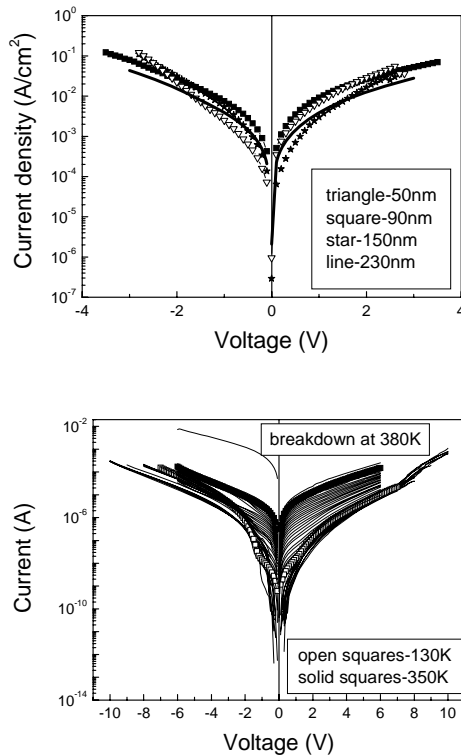 10^0
10^-1
10^-2
10^-3
10^-4
10^-5
10^-6
10^-7
Current density (A/cm^2)
triangle-50nm
square-90nm
star-150nm
line-230nm
-4 -2 0 2 4
Voltage (V)
10^-2
10^-6
10^-10
10^-14
Current (A)
breakdown at 380K
open squares-130K
solid squares-350K
-10 -8 -6 -4 -2 0 2 4 6 8 10
Voltage (V)